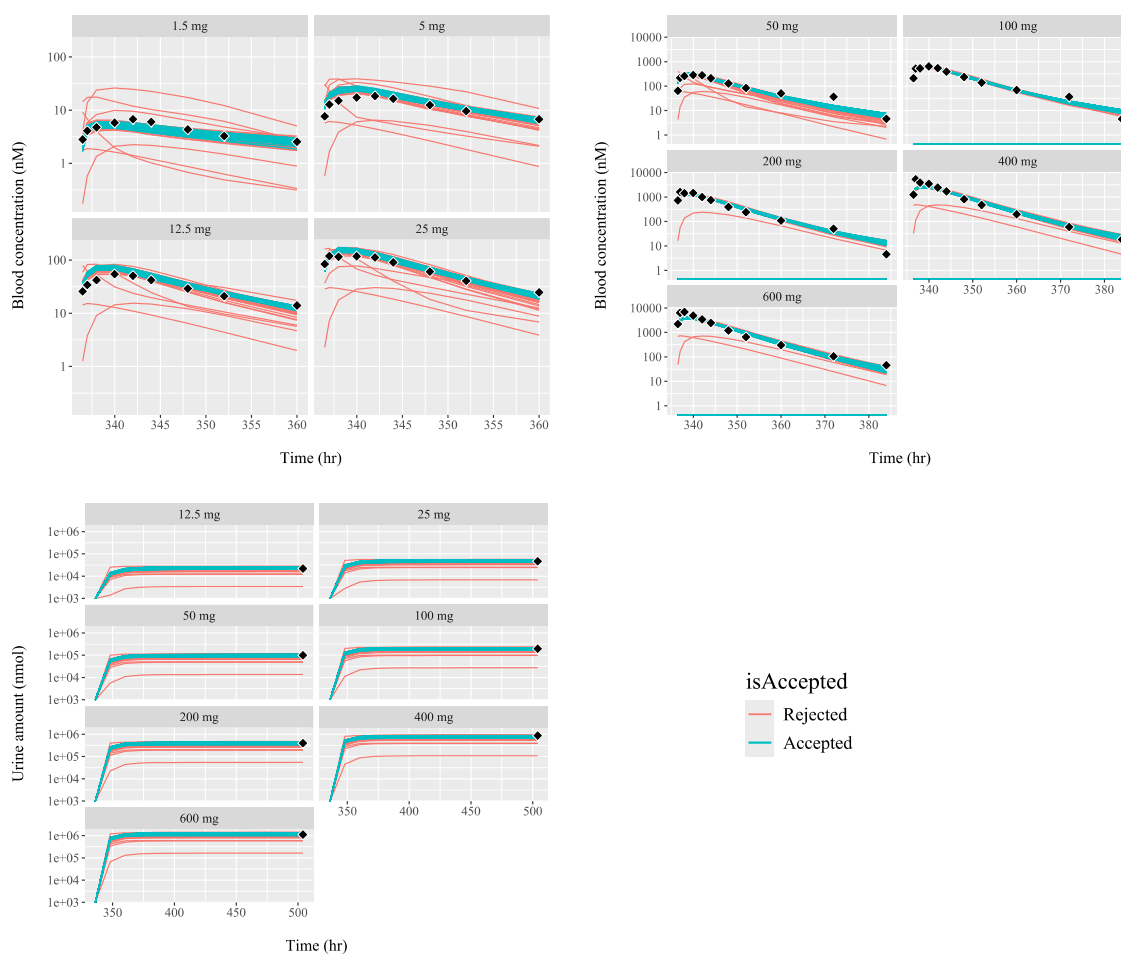 1.5 mg
5 mg
100
10
1
12.5 mg
25 mg
100
10
1
340 345 350 355 360
340 345 350 355 360
Blood concentration (nM)
Time (hr)
50 mg
100 mg
10000
1000
100
10
1
200 mg
400 mg
10000
1000
100
10
1
340 360 380
600 mg
10000
1000
100
10
1
340 350 360 370 380
Blood concentration (nM)
Time (hr)
12.5 mg
25 mg
1e+06
1e+05
1e+04
1e+03
50 mg
100 mg
1e+06
1e+05
1e+04
1e+03
200 mg
400 mg
1e+06
1e+05
1e+04
1e+03
350 400 450 500
600 mg
1e+06
1e+05
1e+04
1e+03
350 400 450 500
Urine amount (nmol)
Time (hr)
isAccepted
Rejected
Accepted